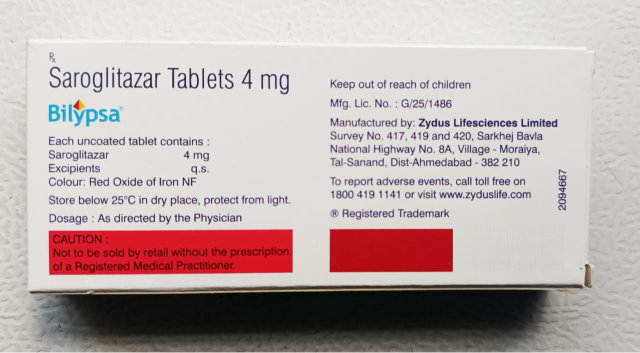 Rx
Saroglitazar Tablets 4 mg
Bilypsa®
Each uncoated tablet contains :
Saroglitazar 4 mg
Excipients q.s.
Colour: Red Oxide of Iron NF
Store below 25°C in dry place, protect from light.
Dosage : As directed by the Physician
CAUTION :
Not to be sold by retail without the prescription
of a Registered Medical Practitioner.
Keep out of reach of children
Mfg. Lic. No. : G/25/1486
Manufactured by: Zydus Lifesciences Limited
Survey No. 417, 419 and 420, Sarkhej Bavla
National Highway No. 8A, Village - Moraiya,
Tal-Sanand, Dist-Ahmedabad - 382 210
To report adverse events, call toll free on
1800 419 1141 or visit www.zyduslife.com
® Registered Trademark
2094667